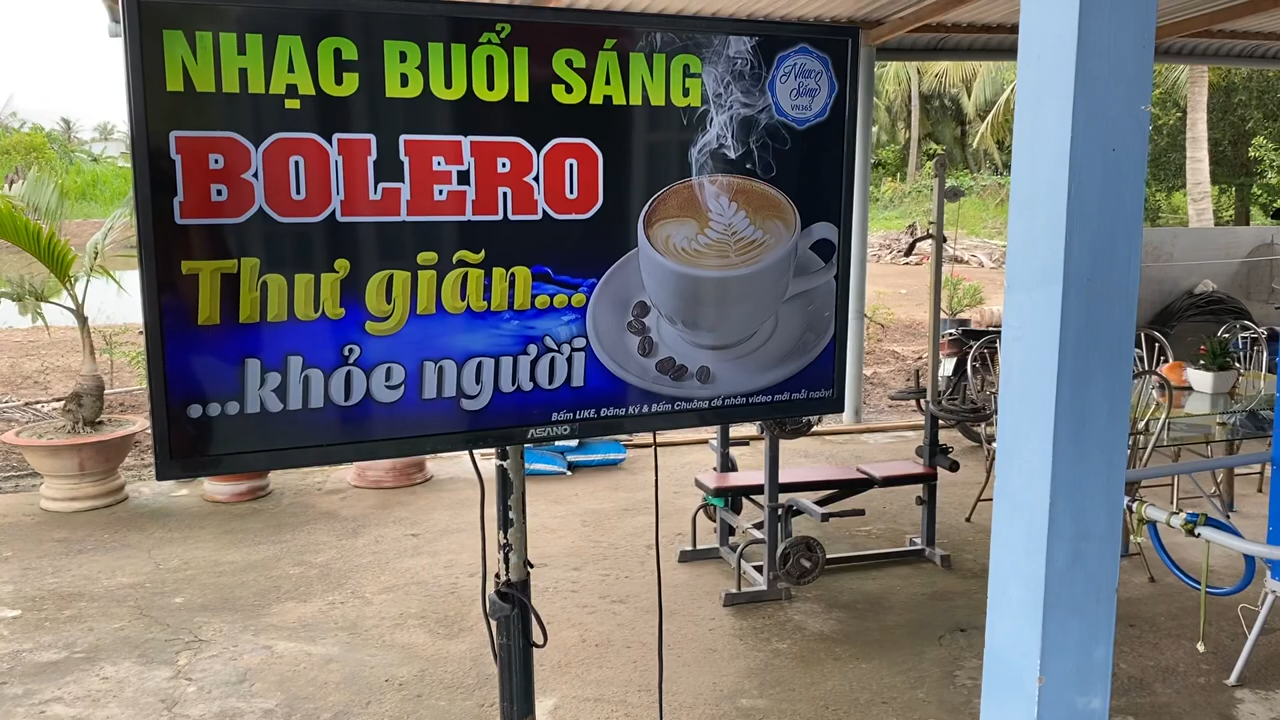 NHẠC BUỔI SÁNG
Nhạc
Sống
VN365
BOLERO
Thư giãn...
...khỏe người
Bấm LIKE, Đăng Ký & Bấm Chuông để nhận video mới mỗi ngày!
ASANO